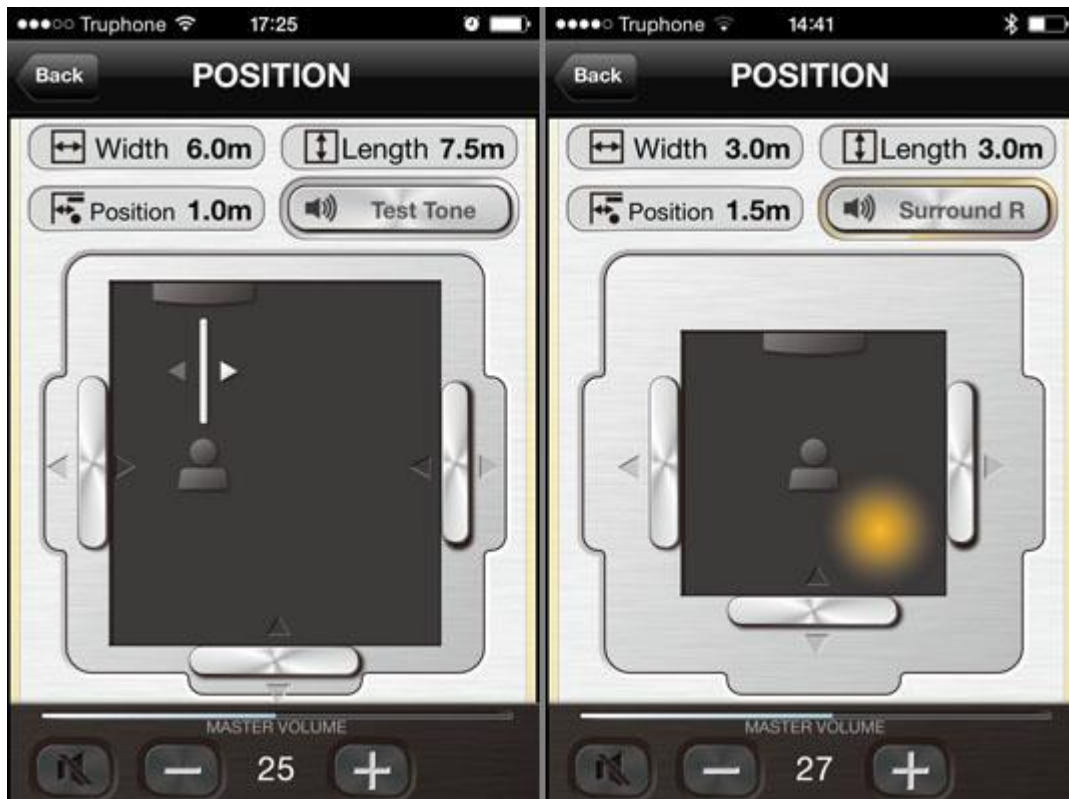 Truphone 17:25
Back POSITION
Width 6.0m Length 7.5m
Position 1.0m Test Tone
MASTER VOLUME
25
Truphone 14:41
Back POSITION
Width 3.0m Length 3.0m
Position 1.5m Surround R
MASTER VOLUME
27